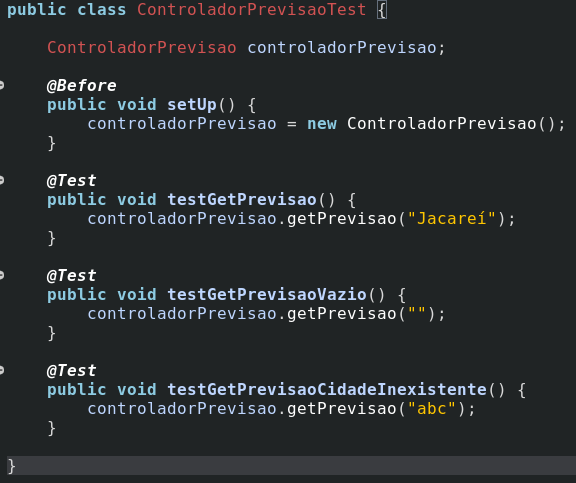 public class ControladorPrevisaoTest {
ControladorPrevisao controladorPrevisao;
@Before
public void setUp() {
controladorPrevisao = new ControladorPrevisao();
}
@Test
public void testGetPrevisao() {
controladorPrevisao.getPrevisao("Jacareí");
}
@Test
public void testGetPrevisaoVazio() {
controladorPrevisao.getPrevisao("");
}
@Test
public void testGetPrevisaoCidadeInexistente() {
controladorPrevisao.getPrevisao("abc");
}
}